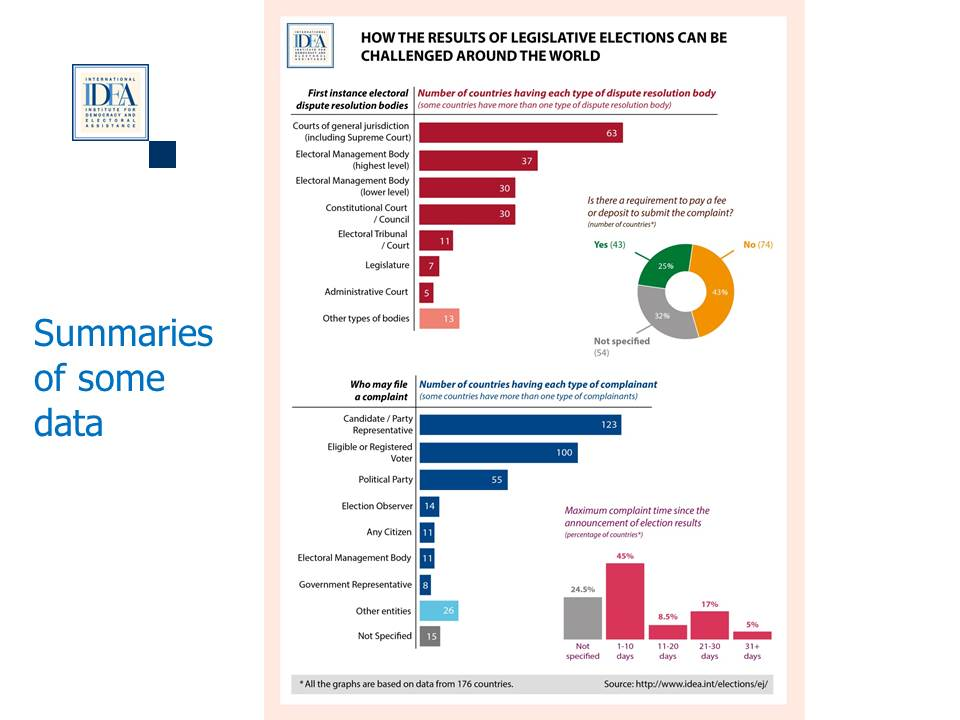 INTERNATIONAL
IDEA
INSTITUTE FOR
DEMOCRACY AND
ELECTORAL
ASSISTANCE
Summaries
of some
data
INTERNATIONAL
IDEA
INSTITUTE FOR
DEMOCRACY AND
ELECTORAL
ASSISTANCE
HOW THE RESULTS OF LEGISLATIVE ELECTIONS CAN BE
CHALLENGED AROUND THE WORLD
First instance electoral
dispute resolution bodies
Number of countries having each type of dispute resolution body
(some countries have more than one type of dispute resolution body)
Courts of general jurisdiction
(including Supreme Court)
63
Electoral Management Body
(highest level)
37
Electoral Management Body
(lower level)
30
Constitutional Court
/ Council
30
Electoral Tribunal
/ Court
11
Legislature
7
Administrative Court
5
Other types of bodies
13
Is there a requirement to pay a fee
or deposit to submit the complaint?
(number of countries*)
Yes (43)
No (74)
25%
43%
32%
Not specified
(54)
Who may file
a complaint
Number of countries having each type of complainant
(some countries have more than one type of complainants)
Candidate / Party
Representative
123
Eligible or Registered
Voter
100
Political Party
55
Election Observer
14
Any Citizen
11
Electoral Management Body
11
Government Representative
8
Other entities
26
Not Specified
15
Maximum complaint time since the
announcement of election results
(percentage of countries*)
24.5%
45%
8.5%
17%
5%
Not
specified
1-10
days
11-20
days
21-30
days
31+
days
* All the graphs are based on data from 176 countries.
Source: http://www.idea.int/elections/ej/